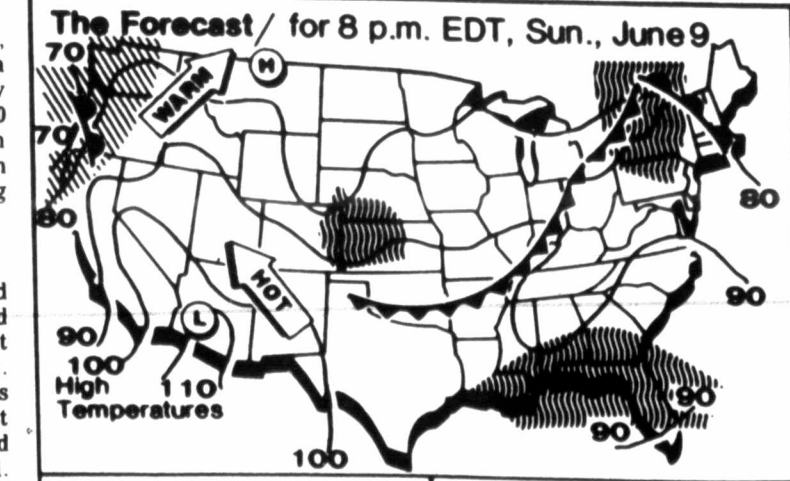 The Forecast/ for 8 p.m. EDT, Sun., June 9
70
H
WARM
70
80
80
HOT
90
L
90
100
High
Temperatures
110
90
90
100